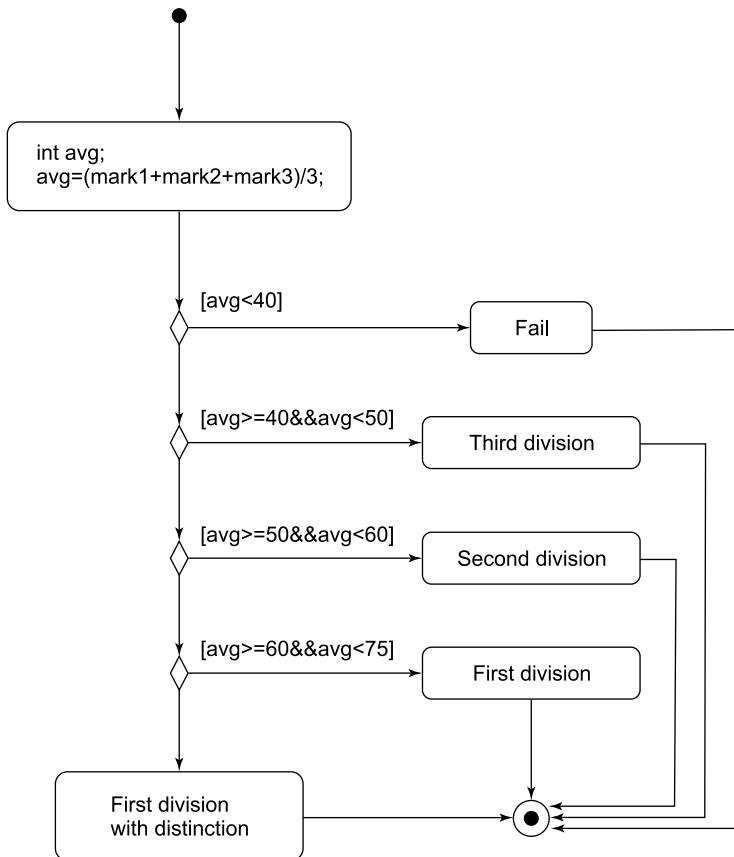 int avg;
avg=(mark1+mark2+mark3)/3;
[avg<40]
Fail
[avg>=40&&avg<50]
Third division
[avg>=50&&avg<60]
Second division
[avg>=60&&avg<75]
First division
First division
with distinction